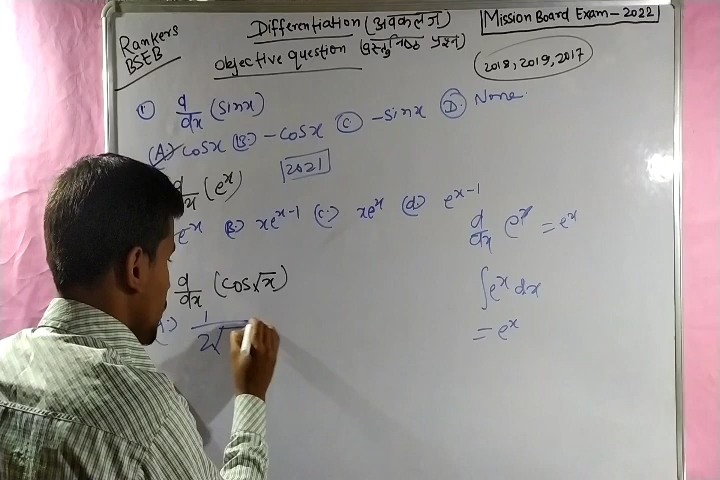 Rankers
BSEB
Differentiation (अवकलज)
Objective question (वस्तुनिष्ठ प्रश्न)
Mission Board Exam - 2022
(2018, 2019, 2017)
① d/dx (sinx)
(A) cosx (B) -cosx (C) -sinx (D) None
2021
d/dx (e^x)
e^x (B) xe^x-1 (C) xe^x (d) e^x-1
d/dx e^x = e^x
d/dx (cos√x)
1/2√
∫e^x dx
= e^x